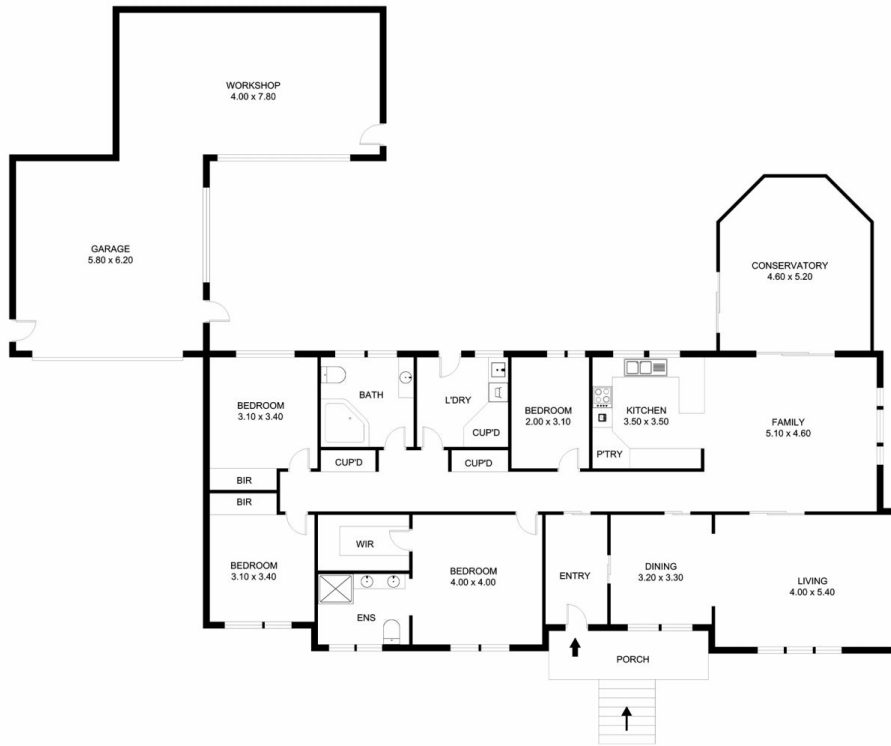 WORKSHOP
4.00 x 7.80
GARAGE
5.80 x 6.20
CONSERVATORY
4.60 x 5.20
BEDROOM
3.10 x 3.40
BIR
BATH
CUP'D
L'DRY
CUP'D
CUP'D
BEDROOM
2.00 x 3.10
KITCHEN
3.50 x 3.50
P'TRY
FAMILY
5.10 x 4.60
BIR
BEDROOM
3.10 x 3.40
WIR
ENS
BEDROOM
4.00 x 4.00
ENTRY
DINING
3.20 x 3.30
LIVING
4.00 x 5.40
PORCH